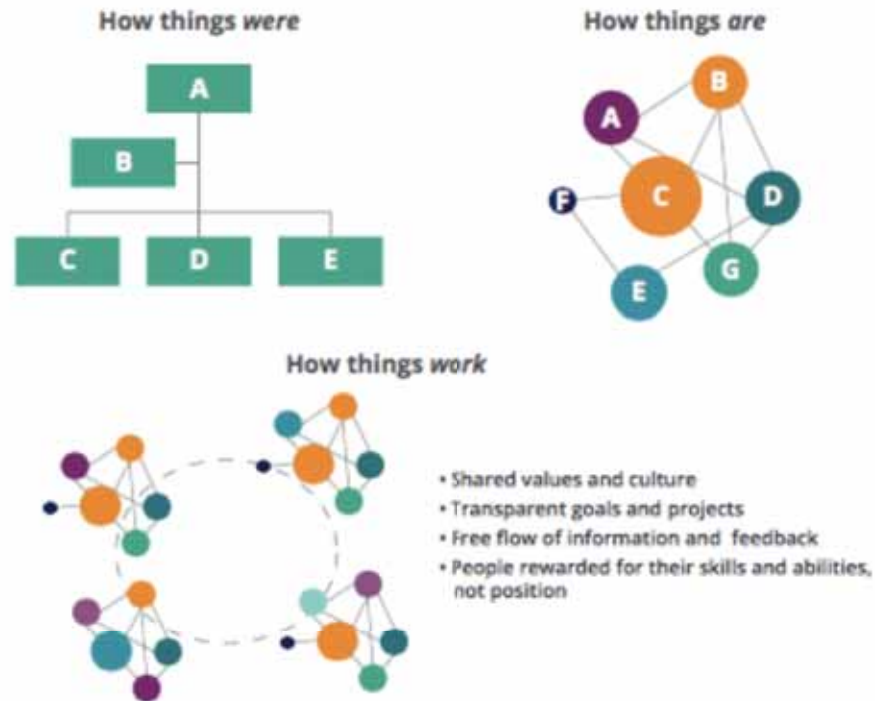 How things were
A
B
C
D
E
How things are
B
A
C
D
F
G
E
How things work
• Shared values and culture
• Transparent goals and projects
• Free flow of information and feedback
• People rewarded for their skills and abilities,
not position